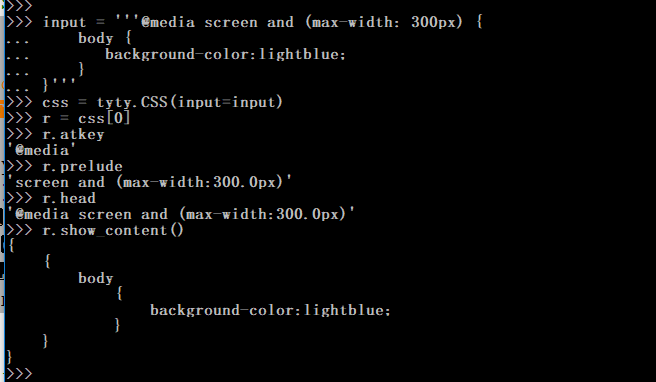 >>>
>>> input = '''@media screen and (max-width: 300px) {
...     body {
...        background-color:lightblue;
...     }
... }'''
>>> css = tyty.CSS(input=input)
>>> r = css[0]
>>> r.atkey
'@media'
>>> r.prelude
'screen and (max-width:300.0px)'
>>> r.head
'@media screen and (max-width:300.0px)'
>>> r.show_content()
{
    {
        body
            {
                background-color:lightblue;
            }
    }
}
>>>